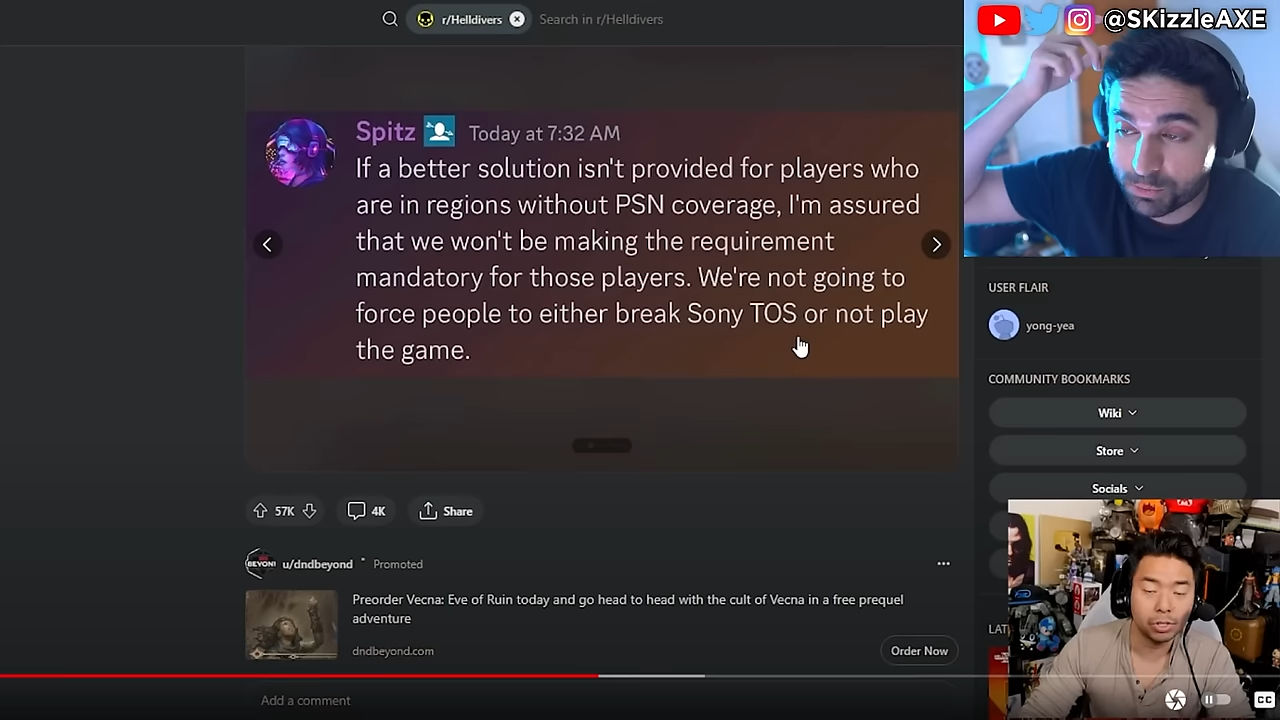 @SKizzleAXE
r/Helldivers
Search in r/Helldivers
Spitz
Today at 7:32 AM
If a better solution isn't provided for players who
are in regions without PSN coverage, I'm assured
that we won't be making the requirement
mandatory for those players. We're not going to
force people to either break Sony TOS or not play
the game.
USER FLAIR
yong-yea
COMMUNITY BOOKMARKS
Wiki
Store
Socials
57K
4K
Share
BEYOND
u/dndbeyond
Promoted
Preorder Vecna: Eve of Ruin today and go head to head with the cult of Vecna in a free prequel
adventure
dndbeyond.com
Order Now
LAT
Add a comment
CC